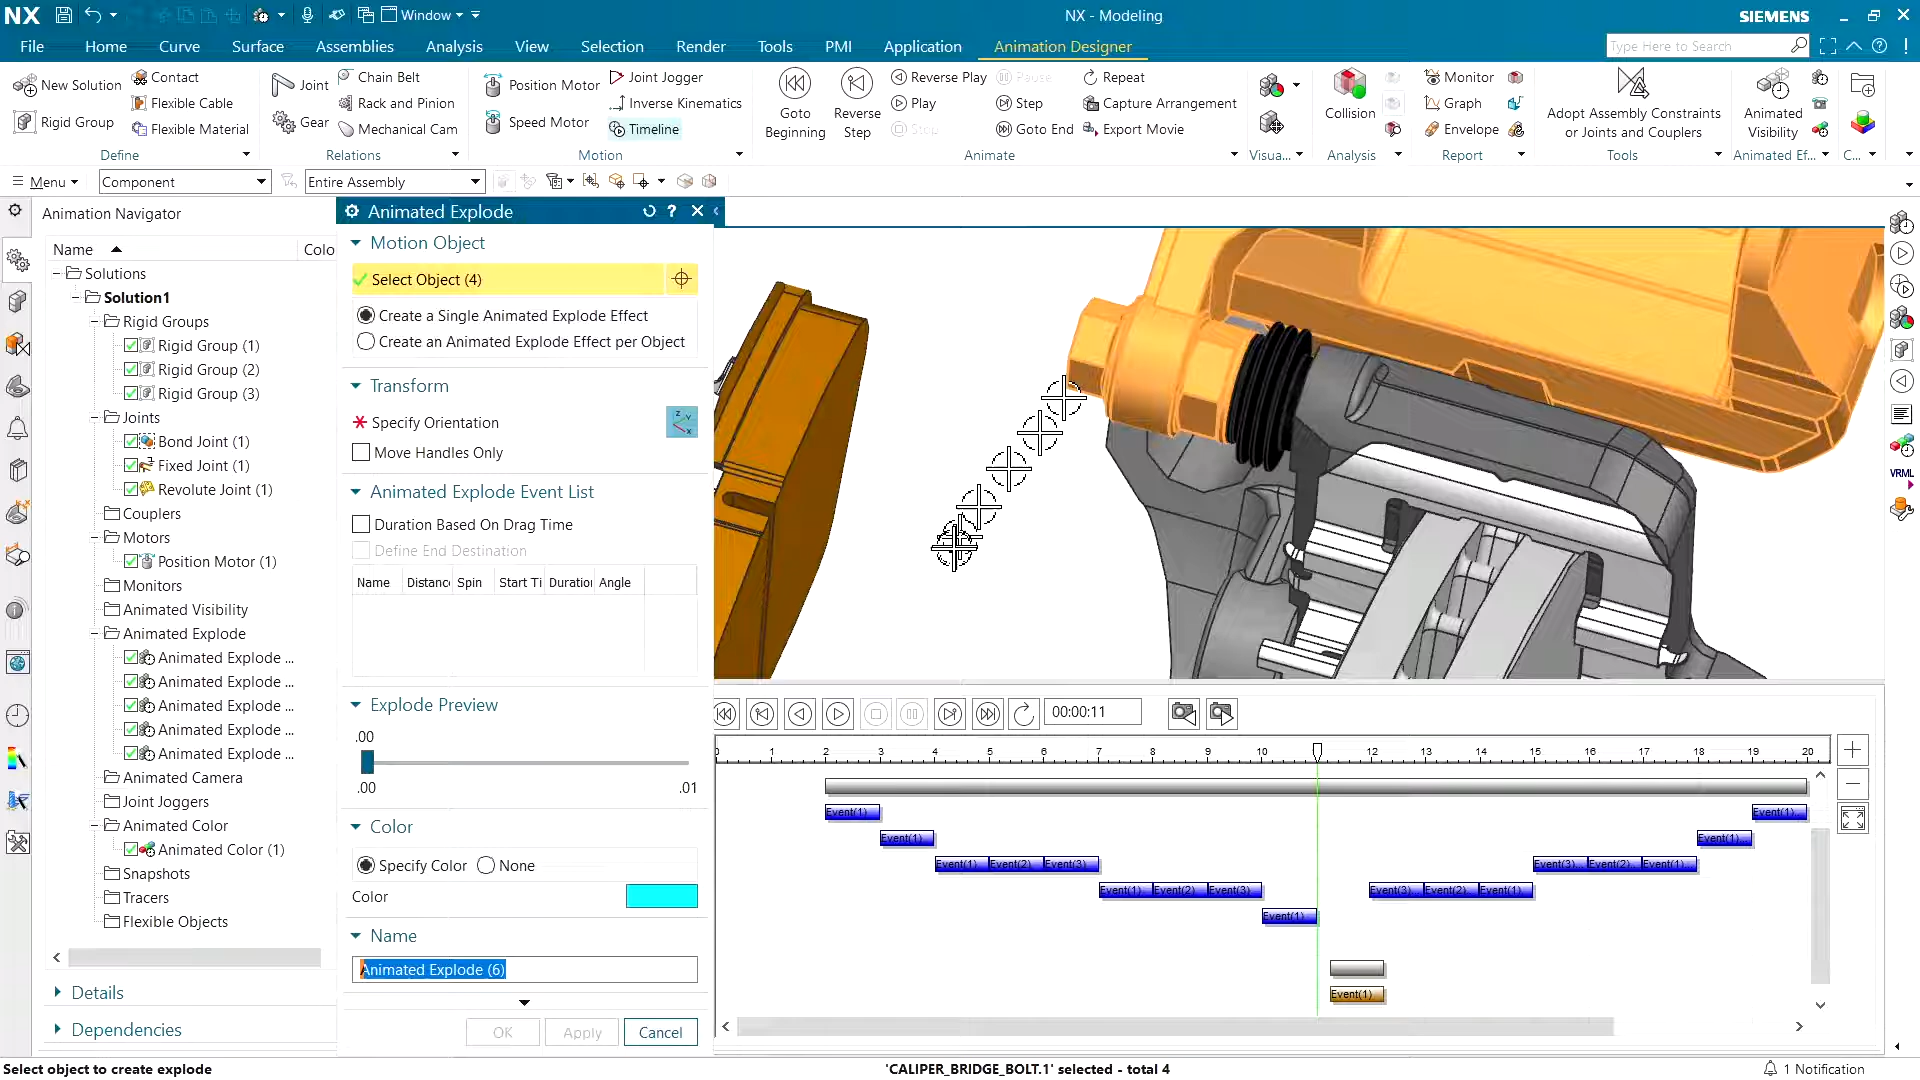 NX
Window
NX - Modeling
SIEMENS
File
Home
Curve
Surface
Assemblies
Analysis
View
Selection
Render
Tools
PMI
Application
Animation Designer
Type Here to Search
New Solution
Rigid Group
Contact
Flexible Cable
Flexible Material
Define
Joint
Gear
Chain Belt
Rack and Pinion
Mechanical Cam
Relations
Position Motor
Speed Motor
Joint Jogger
Inverse Kinematics
Timeline
Motion
Goto
Beginning
Reverse
Step
Reverse Play
Play
Stop
Pause
Step
Goto End
Repeat
Capture Arrangement
Export Movie
Animate
Visua...
Collision
Analysis
Monitor
Graph
Envelope
Report
Adopt Assembly Constraints
or Joints and Couplers
Tools
Animated
Visibility
Animated Ef...
C...
Menu
Component
Entire Assembly
Animation Navigator
Name
Colo
Solutions
Solution1
Rigid Groups
Rigid Group (1)
Rigid Group (2)
Rigid Group (3)
Joints
Bond Joint (1)
Fixed Joint (1)
Revolute Joint (1)
Couplers
Motors
Position Motor (1)
Monitors
Animated Visibility
Animated Explode
Animated Explode ...
Animated Explode ...
Animated Explode ...
Animated Explode ...
Animated Explode ...
Animated Camera
Joint Joggers
Animated Color
Animated Color (1)
Snapshots
Tracers
Flexible Objects
Details
Dependencies
Animated Explode
Motion Object
Select Object (4)
Create a Single Animated Explode Effect
Create an Animated Explode Effect per Object
Transform
Specify Orientation
Z Y X
Move Handles Only
Animated Explode Event List
Duration Based On Drag Time
Define End Destination
Name Distanc Spin Start Ti Duratio Angle
Explode Preview
.00
.00 .01
Color
Specify Color
None
Color
Name
Animated Explode (6)
OK
Apply
Cancel
VRML
00:00:11
0 1 2 3 4 5 6 7 8 9 10 12 13 14 15 16 17 18 19 20
Event(1) Event(1)...
Event(1) Event(1)...
Event(1) Event(2) Event(3) Event(3)... Event(2)... Event(1)...
Event(1) Event(2) Event(3) Event(3)... Event(2)... Event(1)
Event(1)
Event(1)
Select object to create explode
'CALIPER_BRIDGE_BOLT.1' selected - total 4
1 Notification